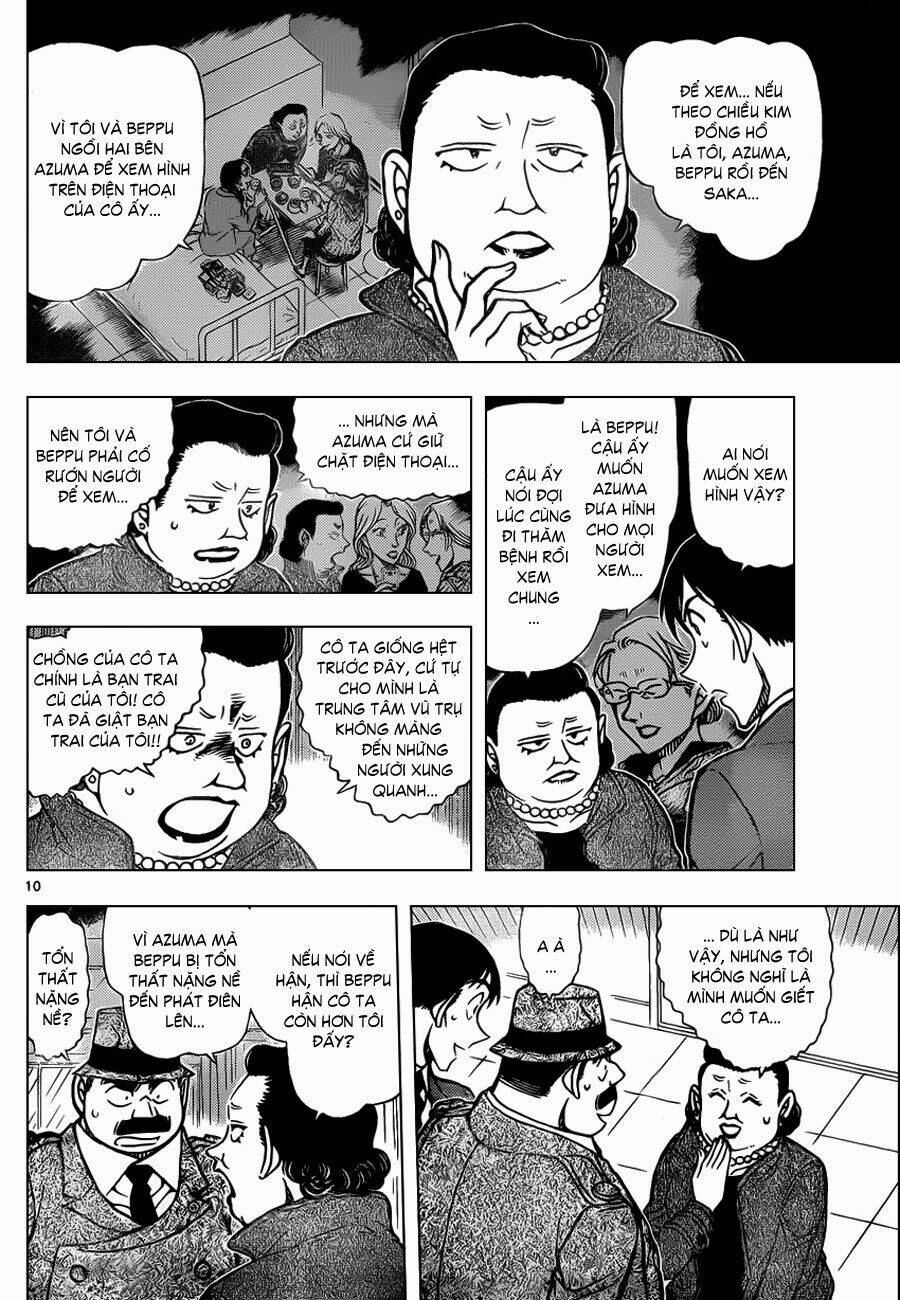 ĐỂ XEM... NẾU
THEO CHIỀU KIM
ĐỒNG HỒ
LÀ TÔI, AZUMA,
BEPPU RỒI ĐẾN
SAKA...
VÌ TÔI VÀ BEPPU
NGỒI HAI BÊN
AZUMA ĐỂ XEM HÌNH
TRÊN ĐIỆN THOẠI
CỦA CÔ ẤY...
AI NÓI
MUỐN XEM
HÌNH VẬY?
LÀ BEPPU!
CẬU ẤY
MUỐN
AZUMA
ĐƯA HÌNH
CHO MỌI
NGƯỜI
XEM...
CẬU ẤY
NÓI ĐỢI
LÚC CÙNG
ĐI THĂM
BỆNH RỒI
XEM
CHUNG
...
... NHƯNG MÀ
AZUMA CỨ GIỮ
CHẶT ĐIỆN THOẠI...
NÊN TÔI VÀ
BEPPU PHẢI CỐ
RƯỚN NGƯỜI
ĐỂ XEM...
CÔ TA GIỐNG HỆT
TRƯỚC ĐÂY, CỨ TỰ
CHO MÌNH LÀ
TRUNG TÂM VŨ TRỤ
KHÔNG MÀNG
ĐẾN NHỮNG
NGƯỜI XUNG
QUANH...
CHỒNG CỦA CÔ TA
CHÍNH LÀ BẠN TRAI
CŨ CỦA TÔI! CÔ
TA ĐÃ GIẬT BẠN
TRAI CỦA TÔI!!
10
... DÙ LÀ NHƯ
VẬY, NHƯNG TÔI
KHÔNG NGHĨ LÀ
MÌNH MUỐN GIẾT
CÔ TA...
A À
...
NẾU NÓI VỀ
HẬN, THÌ BEPPU
HẬN CÔ TA
CÒN HƠN TÔI
ĐẤY?
VÌ AZUMA MÀ
BEPPU BỊ TỔN
THẤT NẶNG NỀ
ĐẾN PHÁT ĐIÊN
LÊN...
TỔN
THẤT
NẶNG
NỀ?